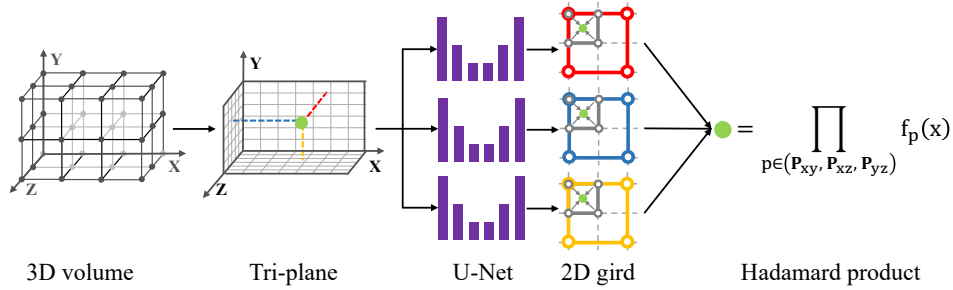 Y
X
Z
Y
X
Z
= ∏ f_p(x)
p∈(P_xy, P_xz, P_yz)
3D volume
Tri-plane
U-Net
2D gird
Hadamard product